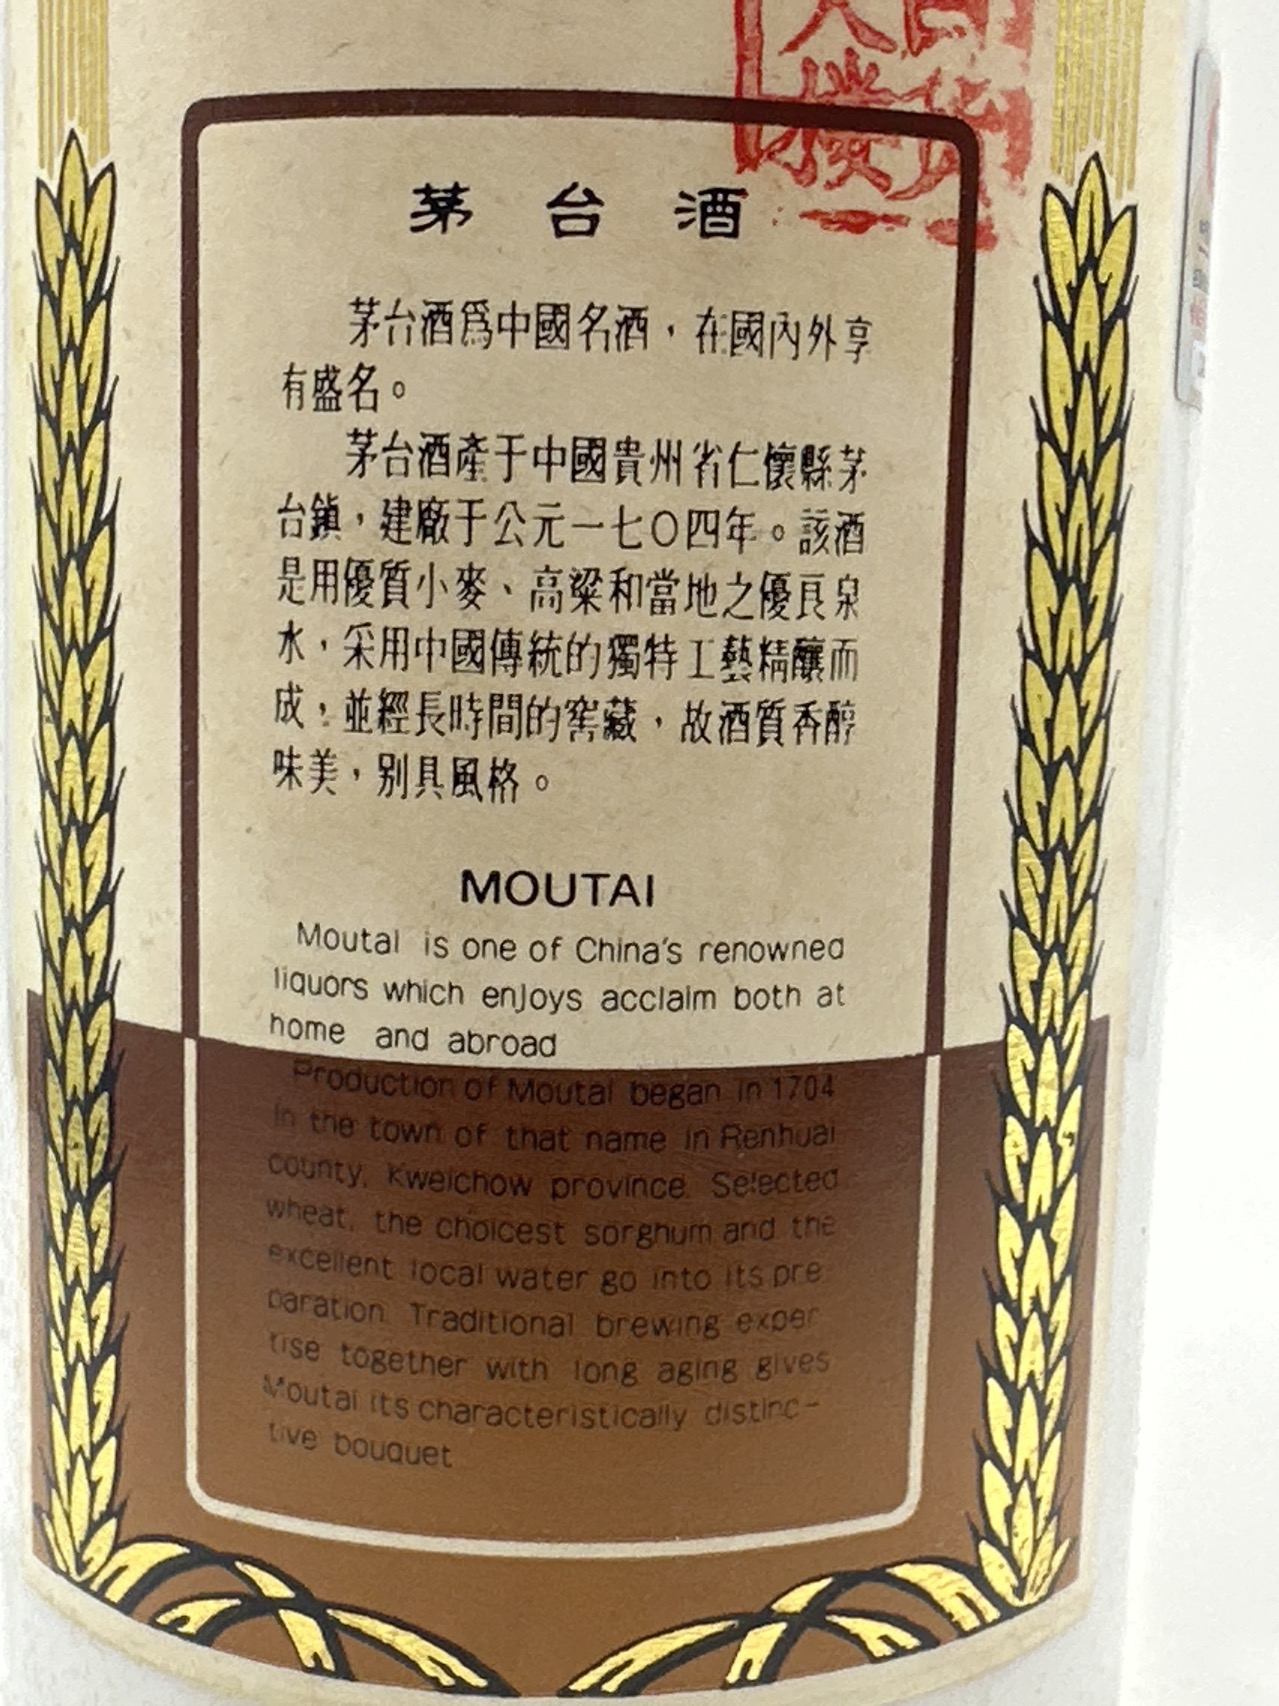 茅台酒
茅台酒爲中國名酒，在國內外享
有盛名。
茅台酒產于中國貴州省仁懷縣茅
台鎮，建廠于公元一七〇四年。該酒
是用優質小麥、高粱和當地之優良泉
水，采用中國傳統的獨特工藝精釀而
成，並經長時間的窖藏，故酒質香醇
味美，别具風格。
MOUTAI
Moutai is one of China's renowned
liquors which enjoys acclaim both at
home and abroad
Production of Moutai began in 1704
in the town of that name in Renhuai
county, Kweichow province. Selected
wheat, the choicest sorghum and the
excellent local water go into its pre
paration. Traditional brewing exper
tise together with long aging gives
Moutai its characteristically distinc-
tive bouquet